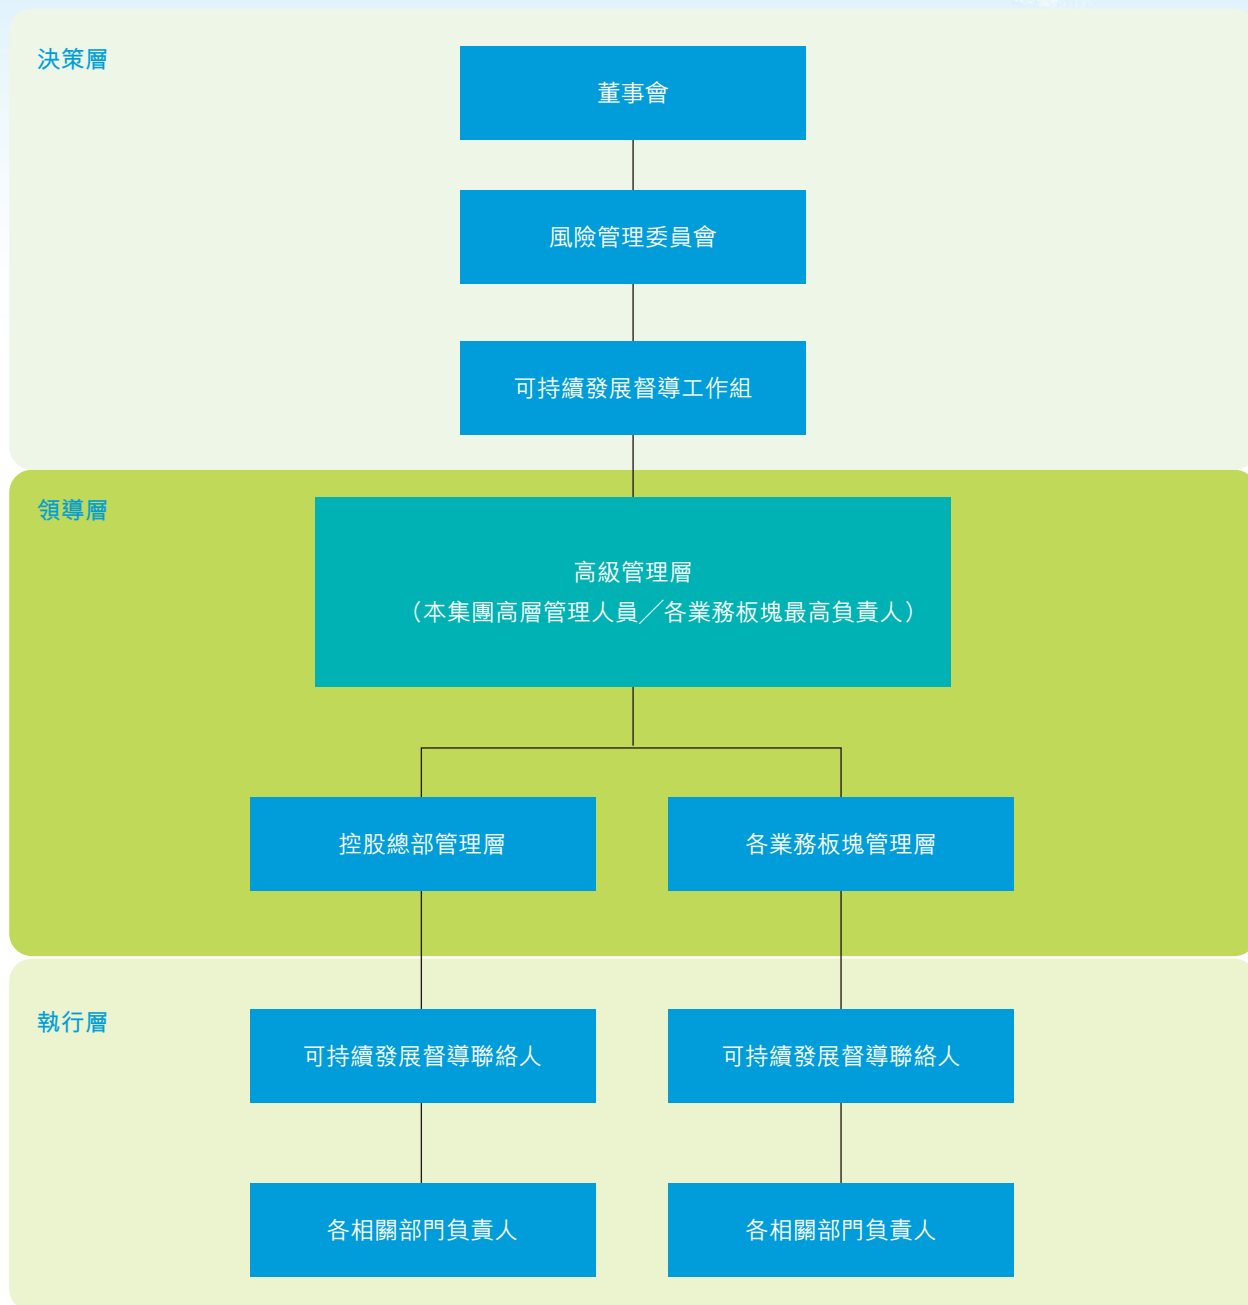 決策層
董事會
風險管理委員會
可持續發展督導工作組
領導層
高級管理層
（本集團高層管理人員╱各業務板塊最高負責人）
控股總部管理層
各業務板塊管理層
執行層
可持續發展督導聯絡人
可持續發展督導聯絡人
各相關部門負責人
各相關部門負責人